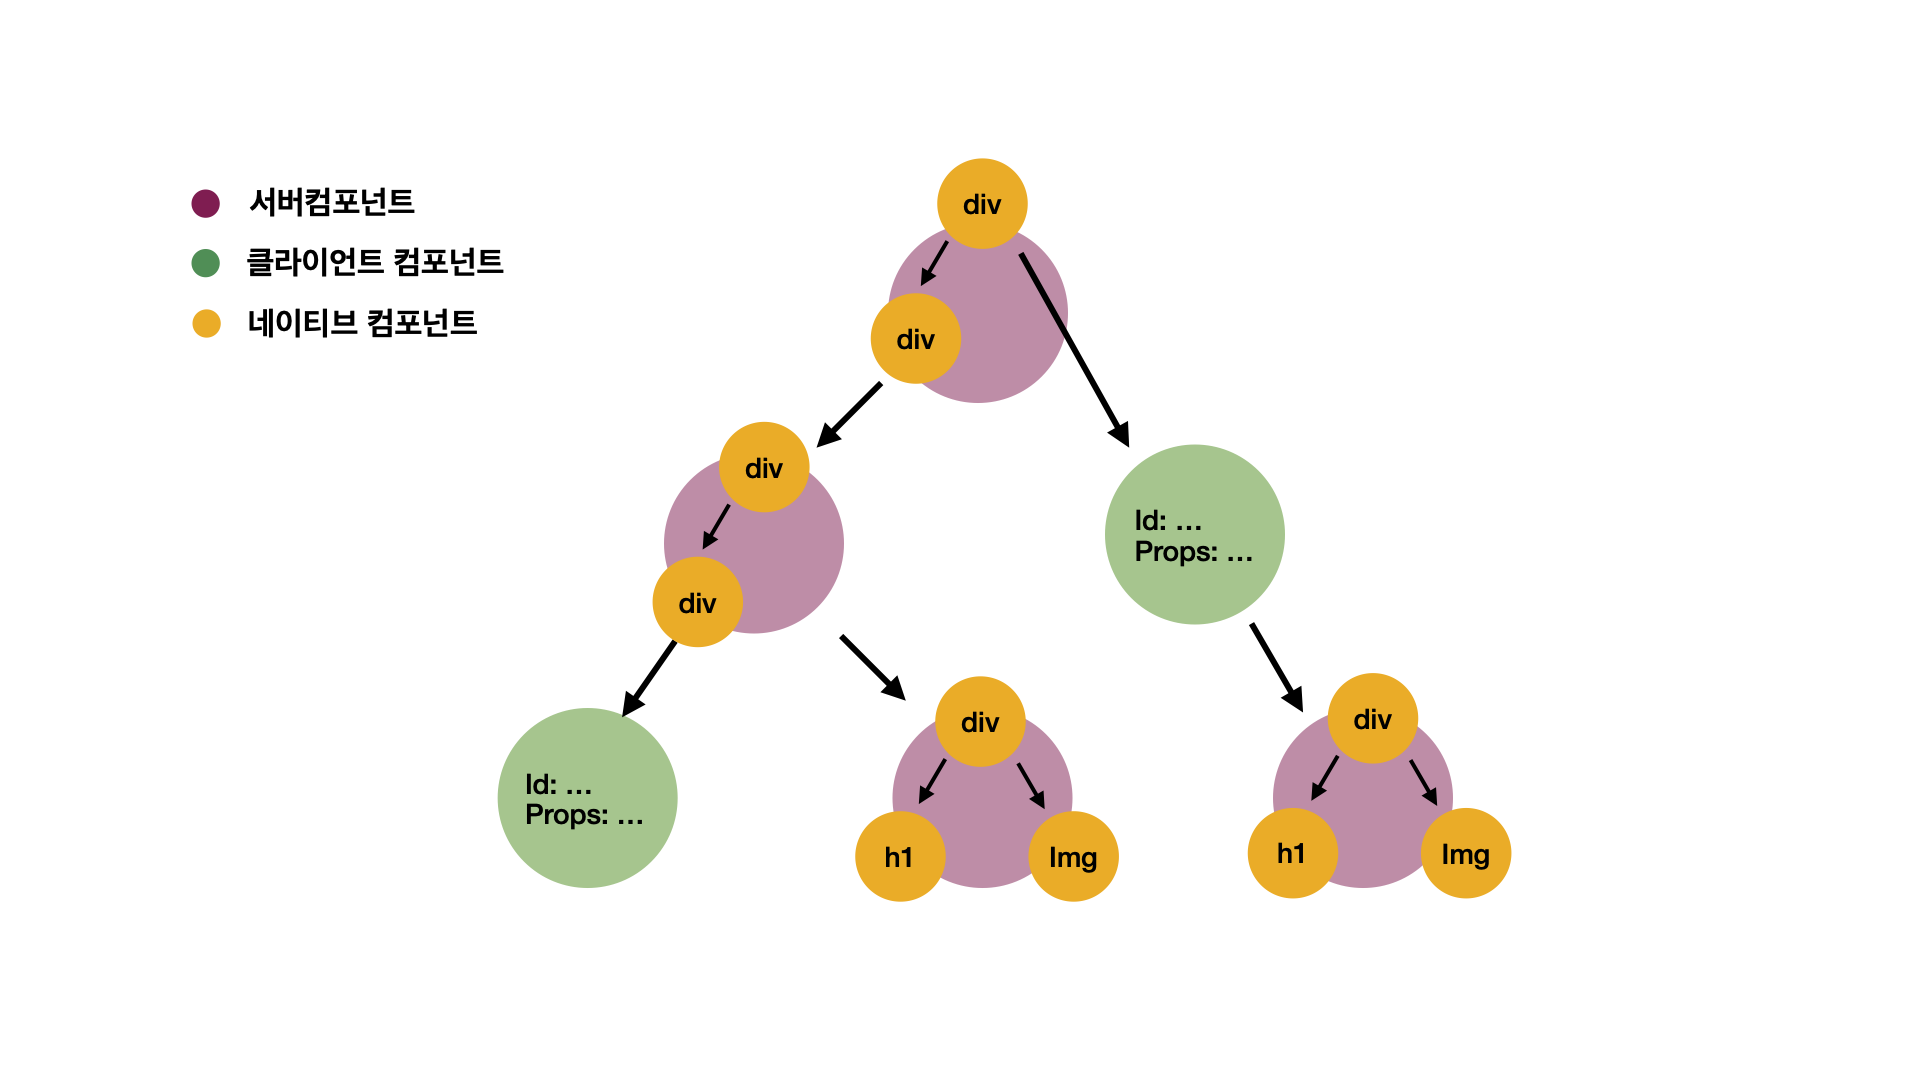 서버컴포넌트
클라이언트 컴포넌트
네이티브 컴포넌트
div
div
div
div
Id: ...
Props: ...
Id: ...
Props: ...
div
h1
Img
div
h1
Img